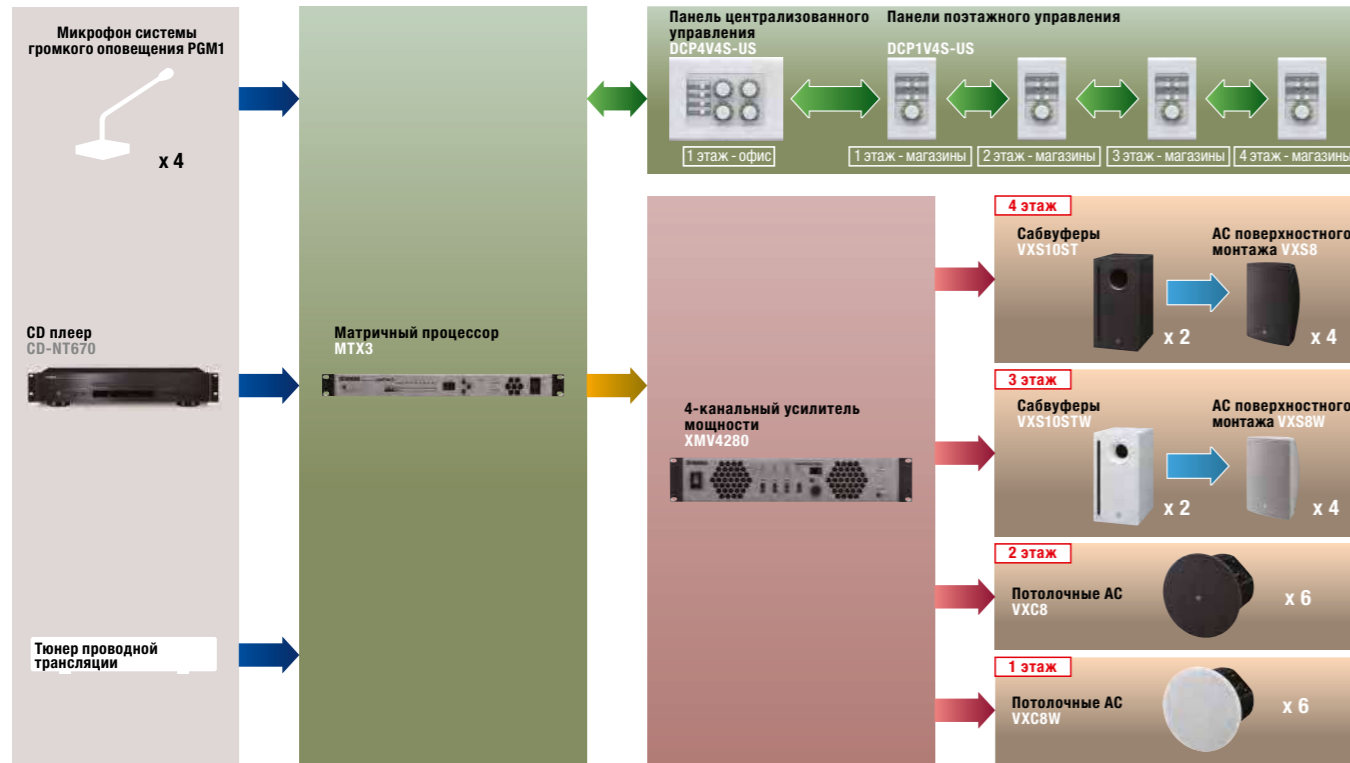 Микрофон системы
громкого оповещения PGM1
x 4
CD плеер
CD-NT670
Тюнер проводной
трансляции
Матричный процессор
MTX3
Панель централизованного
управления
DCP4V4S-US
Панели поэтажного управления
DCP1V4S-US
1 этаж - офис
1 этаж - магазины
2 этаж - магазины
3 этаж - магазины
4 этаж - магазины
4-канальный усилитель
мощности
XMV4280
4 этаж
Сабвуферы
VXS10ST
x 2
АС поверхностного
монтажа VXS8
x 4
3 этаж
Сабвуферы
VXS10STW
x 2
АС поверхностного
монтажа VXS8W
x 4
2 этаж
Потолочные АС
VXC8
x 6
1 этаж
Потолочные АС
VXC8W
x 6